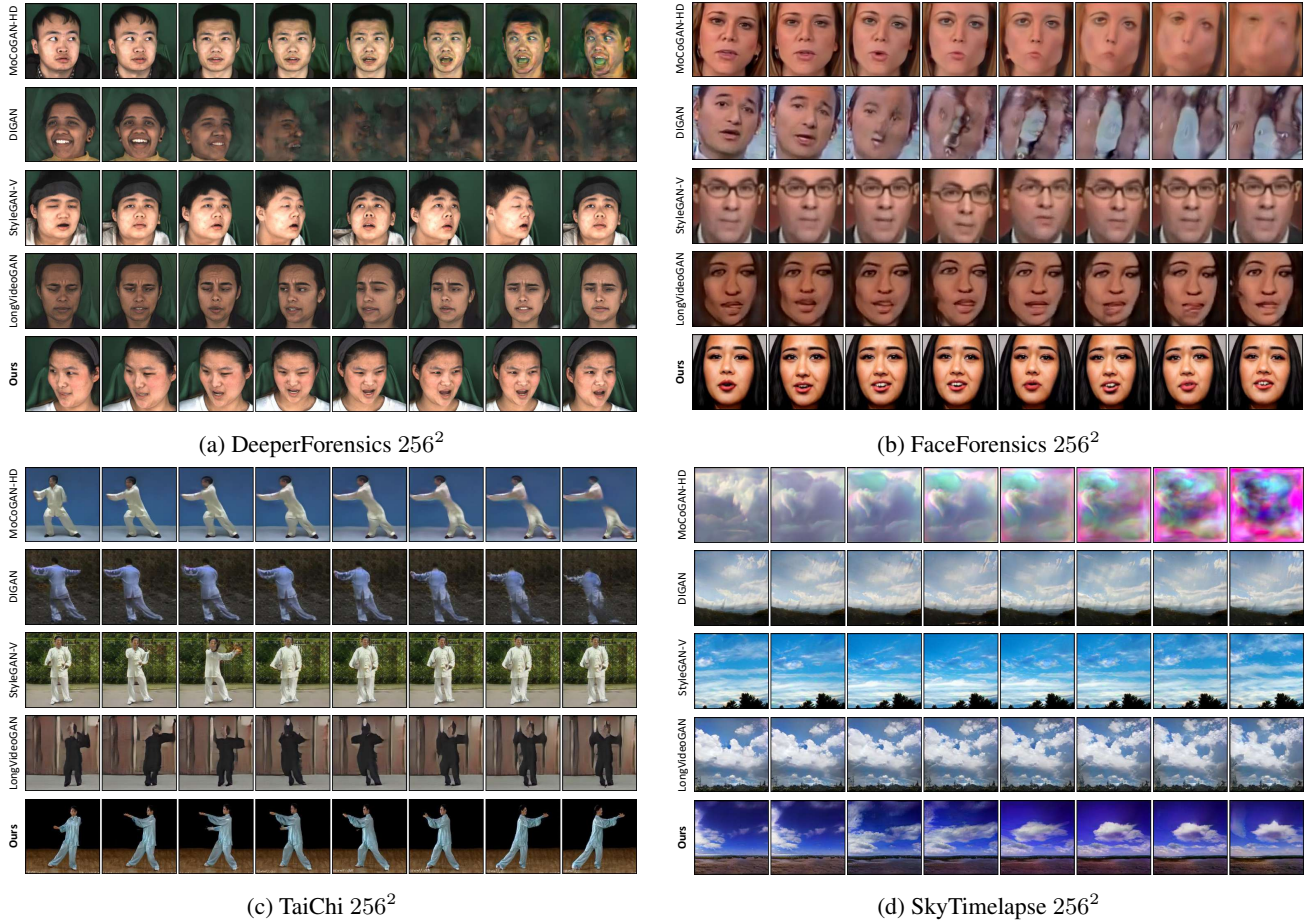 MoCoGAN-HD
DIGAN
StyleGAN-V
LongVideoGAN
Ours
(a) DeeperForensics 256²
MoCoGAN-HD
DIGAN
StyleGAN-V
LongVideoGAN
Ours
(b) FaceForensics 256²
MoCoGAN-HD
DIGAN
StyleGAN-V
LongVideoGAN
Ours
(c) TaiChi 256²
MoCoGAN-HD
DIGAN
StyleGAN-V
LongVideoGAN
Ours
(d) SkyTimelapse 256²